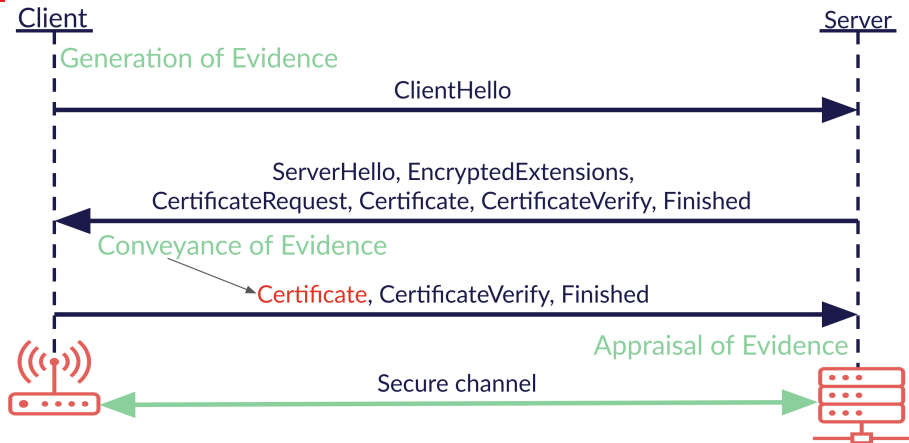 Client
Server
Generation of Evidence
ClientHello
ServerHello, EncryptedExtensions,
CertificateRequest, Certificate, CertificateVerify, Finished
Conveyance of Evidence
Certificate, CertificateVerify, Finished
Appraisal of Evidence
Secure channel